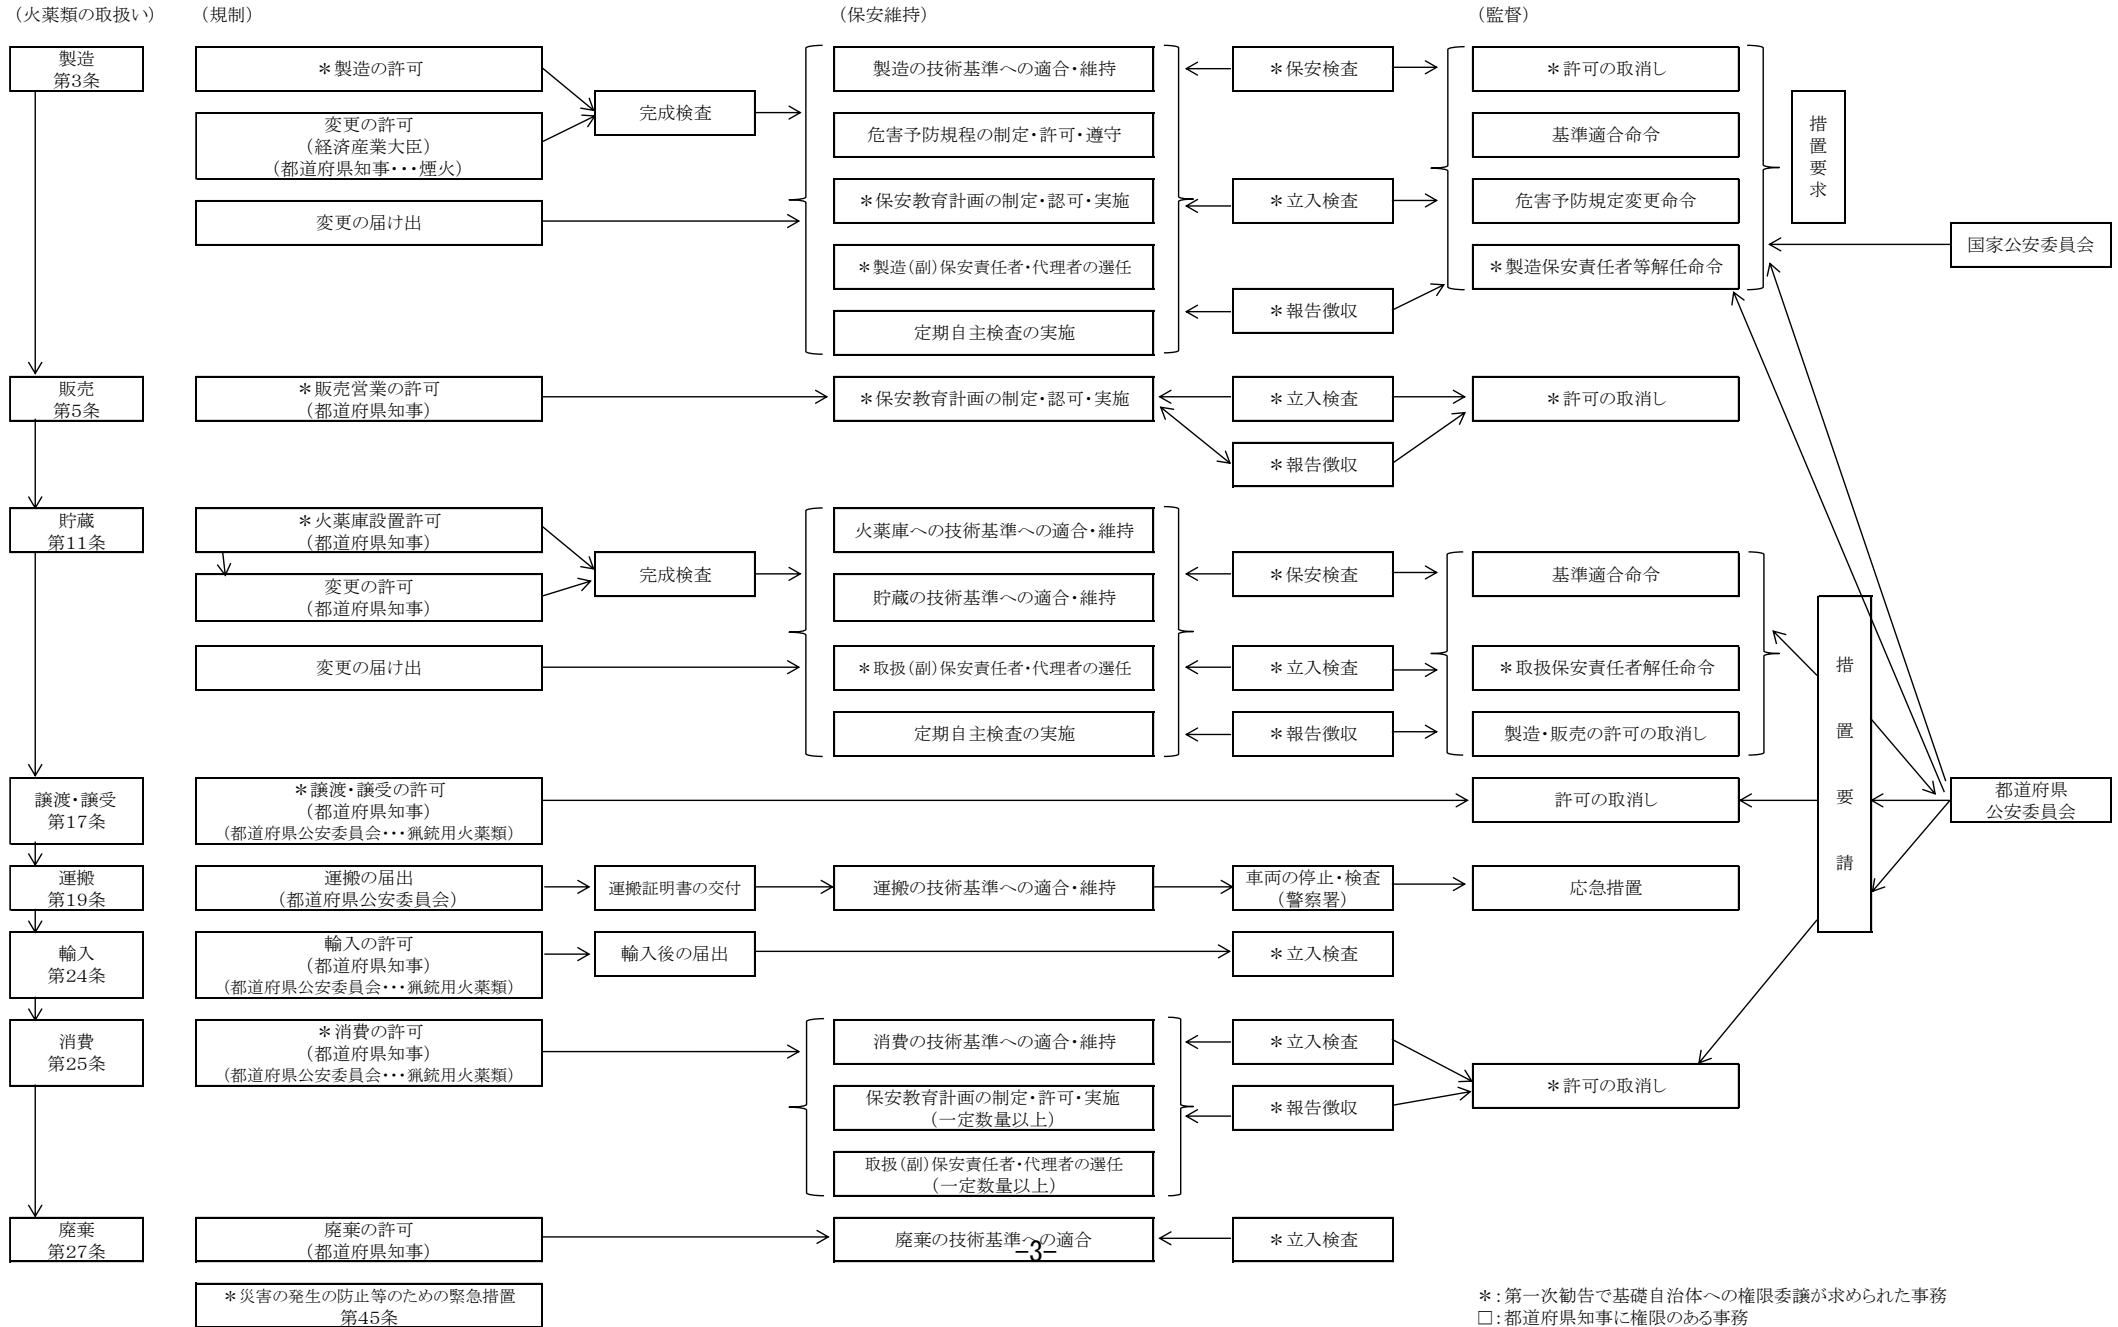 （火薬類の取扱い）
（規制）
（保安維持）
（監督）
製造
第3条
＊製造の許可
変更の許可
（経済産業大臣）
（都道府県知事・・・煙火）
変更の届け出
完成検査
製造の技術基準への適合・維持
危害予防規程の制定・許可・遵守
＊保安教育計画の制定・認可・実施
＊製造（副）保安責任者・代理者の選任
定期自主検査の実施
＊保安検査
＊立入検査
＊報告徴収
＊許可の取消し
基準適合命令
危害予防規定変更命令
＊製造保安責任者等解任命令
措
置
要
求
国家公安委員会
販売
第5条
＊販売営業の許可
（都道府県知事）
＊保安教育計画の制定・認可・実施
＊立入検査
＊報告徴収
＊許可の取消し
貯蔵
第11条
＊火薬庫設置許可
（都道府県知事）
変更の許可
（都道府県知事）
変更の届け出
完成検査
火薬庫への技術基準への適合・維持
貯蔵の技術基準への適合・維持
＊取扱（副）保安責任者・代理者の選任
定期自主検査の実施
＊保安検査
＊立入検査
＊報告徴収
基準適合命令
＊取扱保安責任者解任命令
製造・販売の許可の取消し
措
置
要
請
都道府県
公安委員会
譲渡・譲受
第17条
＊譲渡・譲受の許可
（都道府県知事）
（都道府県公安委員会・・・猟銃用火薬類）
許可の取消し
運搬
第19条
運搬の届出
（都道府県公安委員会）
運搬証明書の交付
運搬の技術基準への適合・維持
車両の停止・検査
（警察署）
応急措置
輸入
第24条
輸入の許可
（都道府県知事）
（都道府県公安委員会・・・猟銃用火薬類）
輸入後の届出
＊立入検査
消費
第25条
＊消費の許可
（都道府県知事）
（都道府県公安委員会・・・猟銃用火薬類）
消費の技術基準への適合・維持
保安教育計画の制定・許可・実施
（一定数量以上）
取扱（副）保安責任者・代理者の選任
（一定数量以上）
＊立入検査
＊報告徴収
＊許可の取消し
廃棄
第27条
廃棄の許可
（都道府県知事）
廃棄の技術基準への適合
＊立入検査
−3−
＊災害の発生の防止等のための緊急措置
第45条
＊：第一次勧告で基礎自治体への権限委譲が求められた事務
□：都道府県知事に権限のある事務